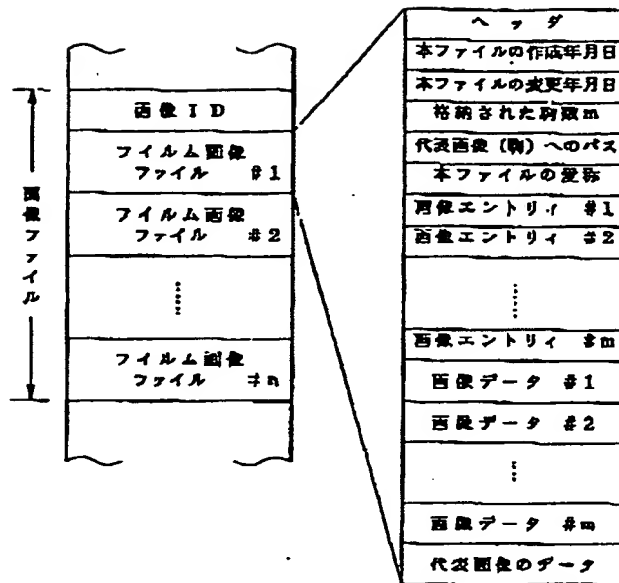 画像ファイル
画像ID
フイルム画像
ファイル #1
フイルム画像
ファイル #2
フイルム画像
ファイル #n
ヘッダ
本ファイルの作成年月日
本ファイルの変更年月日
格納された駒数m
代表画像(駒)へのパス
本ファイルの愛称
画像エントリィ #1
画像エントリィ #2
画像エントリィ #m
画像データ #1
画像データ #2
画像データ #m
代表画像のデータ